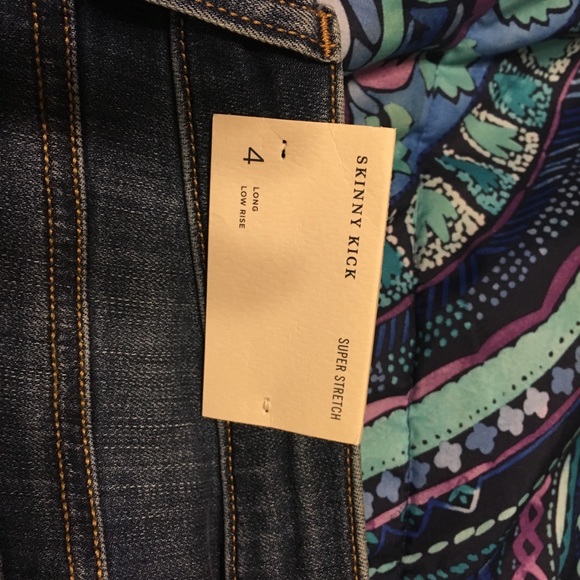 SKINNY KICK
SUPER STRETCH
4
LONG
LOW RISE